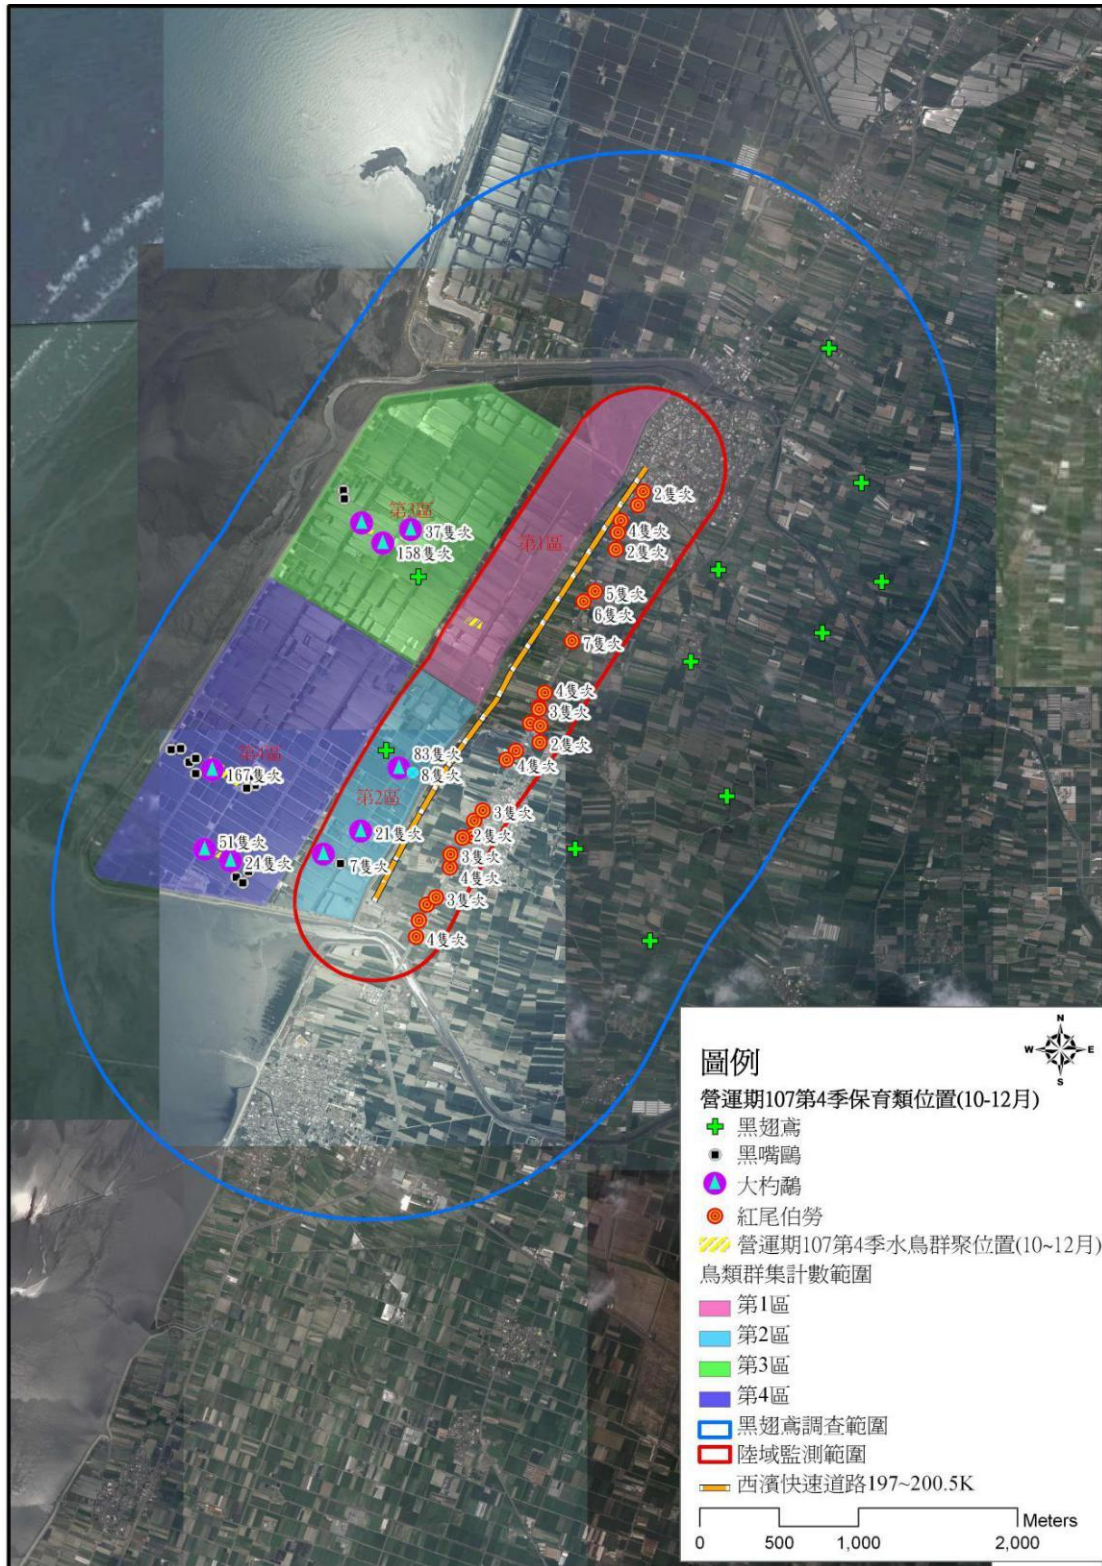 第3區
37隻次
158隻次
第1區
2隻次
4隻次
2隻次
5隻次
6隻次
7隻次
4隻次
3隻次
2隻次
4隻次
83隻次
8隻次
167隻次
第2區
21隻次
3隻次
2隻次
51隻次
24隻次
7隻次
3隻次
4隻次
3隻次
4隻次
N
W
E
S
圖例
營運期107第4季保育類位置(10-12月)
黑翅鳶
黑嘴鷗
大杓鷸
紅尾伯勞
營運期107第4季水鳥群聚位置(10~12月)
鳥類群集計數範圍
第1區
第2區
第3區
第4區
黑翅鳶調查範圍
陸域監測範圍
西濱快速道路197~200.5K
Meters
0
1,000
2,000